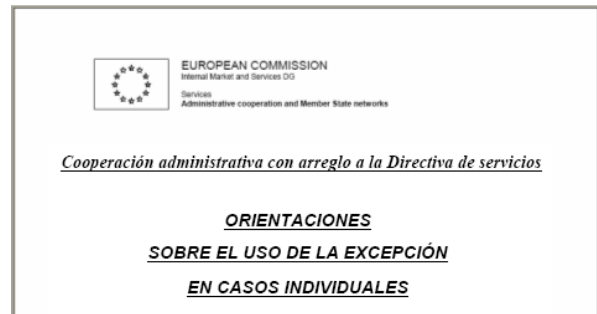 EUROPEAN COMMISSION
Internal Market and Services DG
Services
Administrative cooperation and Member State networks
Cooperación administrativa con arreglo a la Directiva de servicios
ORIENTACIONES
SOBRE EL USO DE LA EXCEPCIÓN
EN CASOS INDIVIDUALES